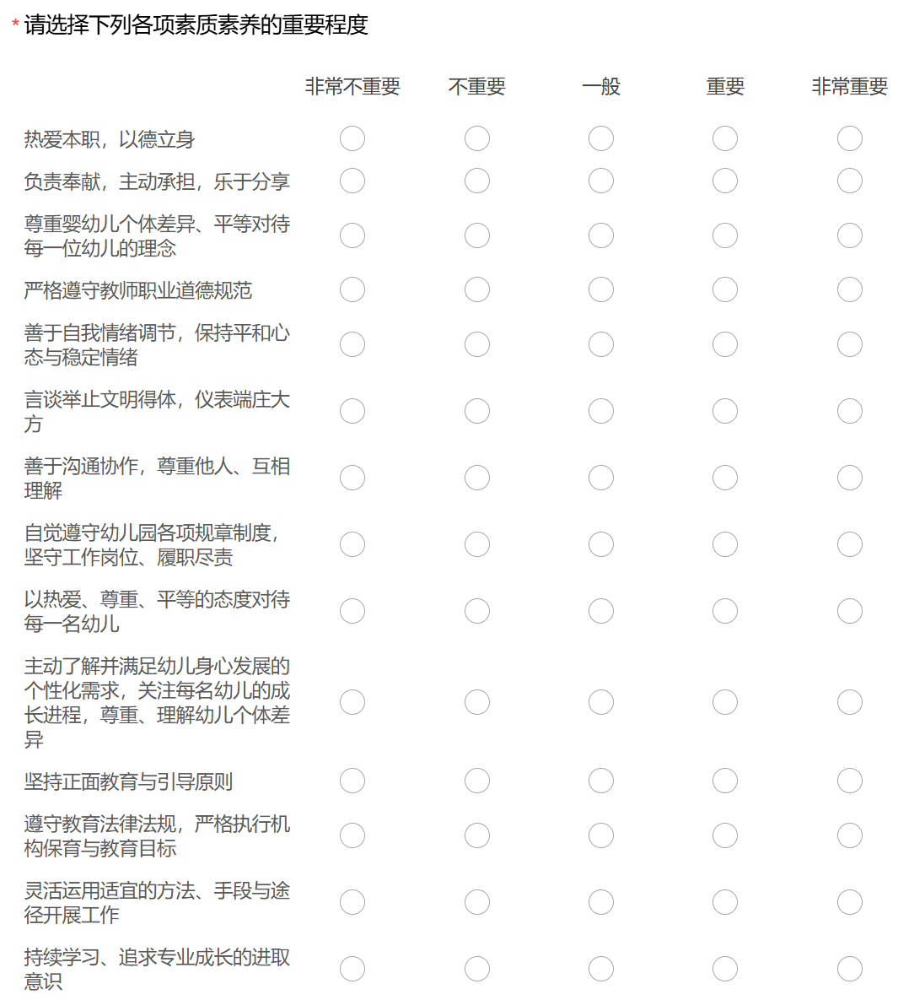 * 请选择下列各项素质素养的重要程度
非常不重要 不重要 一般 重要 非常重要
热爱本职，以德立身
负责奉献，主动承担，乐于分享
尊重婴幼儿个体差异、平等对待
每一位幼儿的理念
严格遵守教师职业道德规范
善于自我情绪调节，保持平和心
态与稳定情绪
言谈举止文明得体，仪表端庄大
方
善于沟通协作，尊重他人、互相
理解
自觉遵守幼儿园各项规章制度，
坚守工作岗位、履职尽责
以热爱、尊重、平等的态度对待
每一名幼儿
主动了解并满足幼儿身心发展的
个性化需求，关注每名幼儿的成
长进程，尊重、理解幼儿个体差
异
坚持正面教育与引导原则
遵守教育法律法规，严格执行机
构保育与教育目标
灵活运用适宜的方法、手段与途
径开展工作
持续学习、追求专业成长的进取
意识